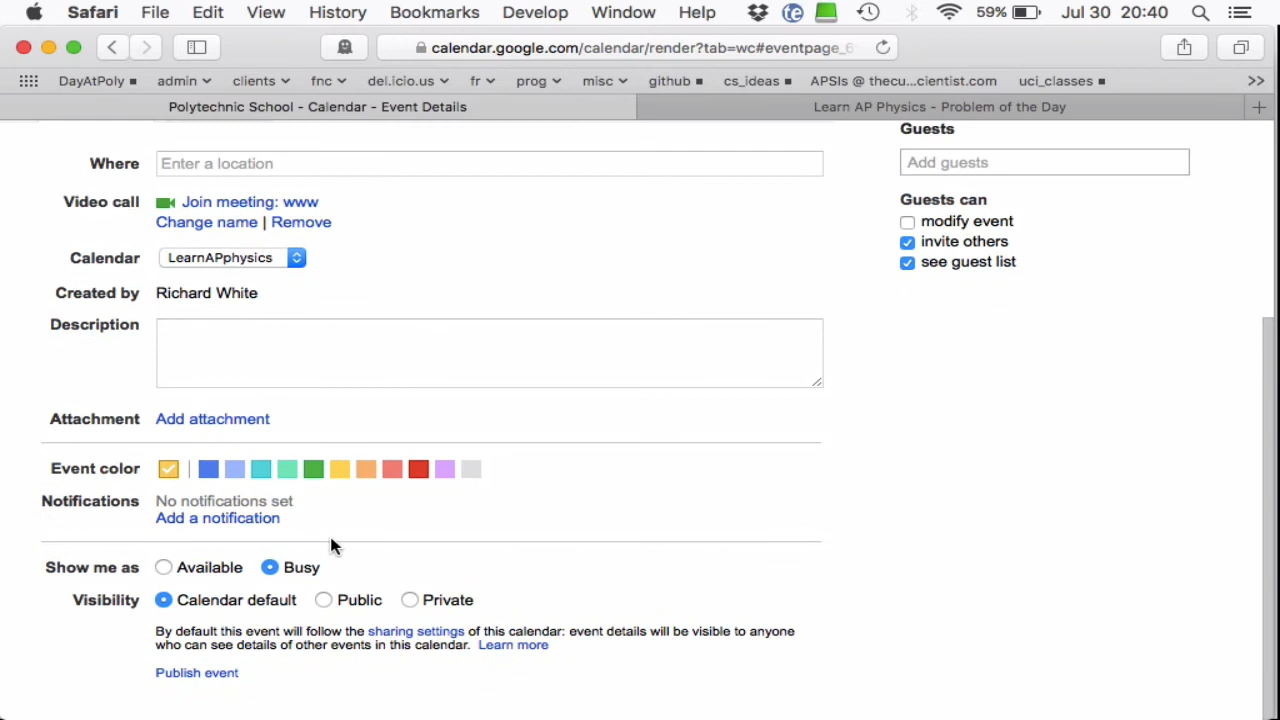 Safari File Edit View History Bookmarks Develop Window Help 59% Jul 30 20:40
calendar.google.com/calendar/render?tab=wc#eventpage_6
DayAtPoly admin clients fnc del.icio.us fr prog misc github cs_ideas APSIs @ thecu...cientist.com uci_classes >>
Polytechnic School - Calendar - Event Details Learn AP Physics - Problem of the Day +
Guests
Where Enter a location Add guests
Video call Join meeting: www
Change name | Remove
Guests can
modify event
invite others
see guest list
Calendar LearnAPphysics
Created by Richard White
Description
Attachment Add attachment
Event color
Notifications No notifications set
Add a notification
Show me as Available Busy
Visibility Calendar default Public Private
By default this event will follow the sharing settings of this calendar: event details will be visible to anyone
who can see details of other events in this calendar. Learn more
Publish event